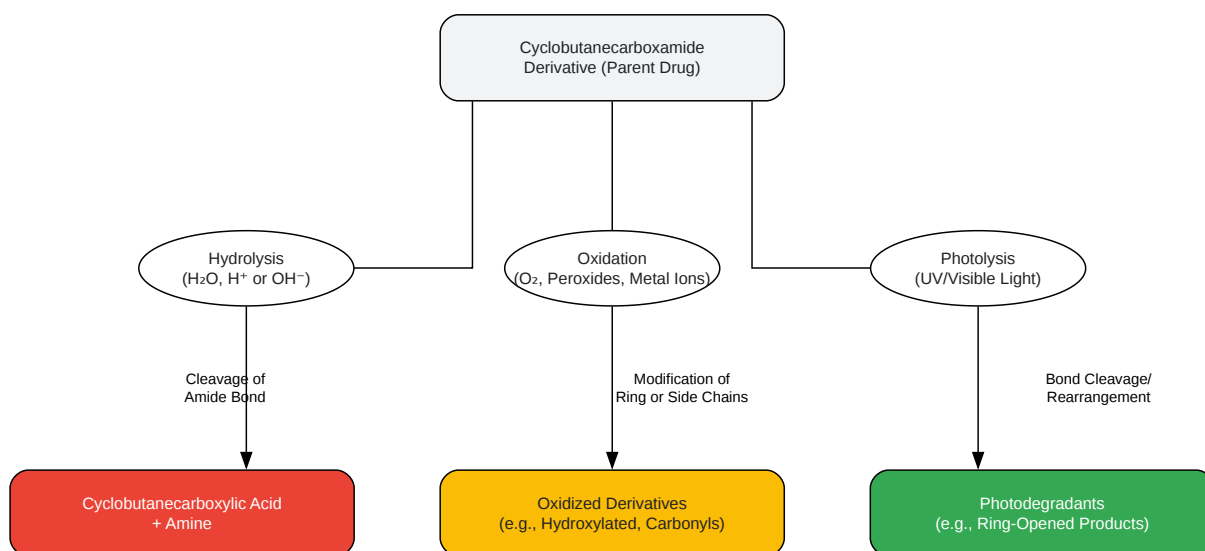 Cyclobutanecarboxamide
Derivative (Parent Drug)
Hydrolysis
(H₂O, H⁺ or OH⁻)
Oxidation
(O₂, Peroxides, Metal Ions)
Photolysis
(UV/Visible Light)
Cleavage of
Amide Bond
Modification of
Ring or Side Chains
Bond Cleavage/
Rearrangement
Cyclobutanecarboxylic Acid
+ Amine
Oxidized Derivatives
(e.g., Hydroxylated, Carbonyls)
Photodegradants
(e.g., Ring-Opened Products)